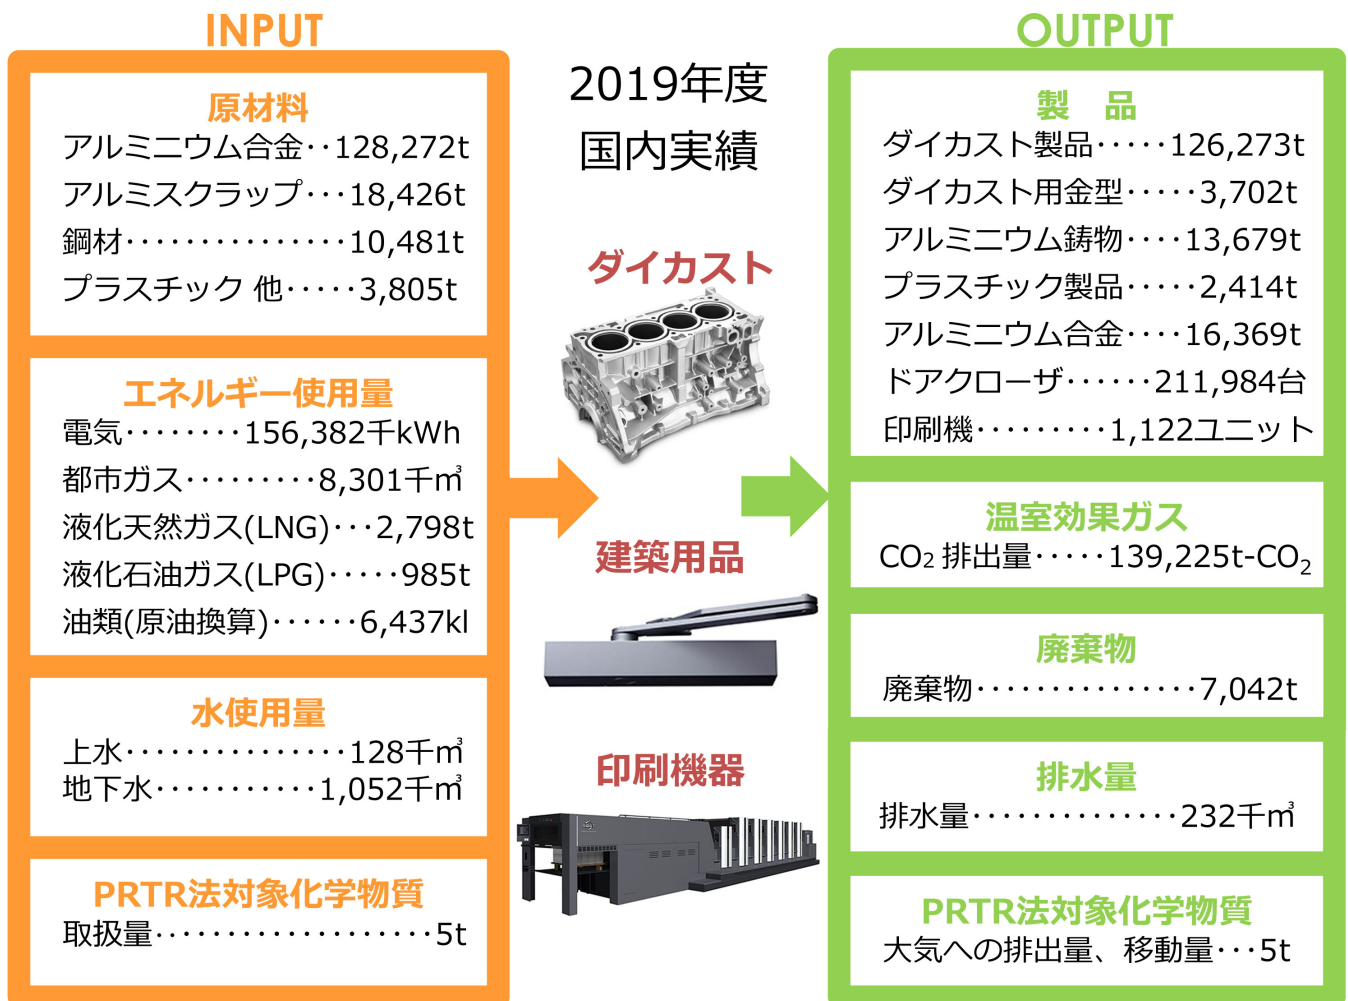 INPUT
原材料
アルミニウム合金‥128,272t
アルミスクラップ…18,426t
鋼材……………10,481t
プラスチック 他‥…3,805t
エネルギー使用量
電気…‥…156,382千kWh
都市ガス………8,301千㎥
液化天然ガス(LNG)…2,798t
液化石油ガス(LPG)‥…985t
油類(原油換算)……6,437kl
水使用量
上水……………128千㎥
地下水…‥……1,052千㎥
PRTR法対象化学物質
取扱量…………………5t
2019年度
国内実績
ダイカスト
建築用品
印刷機器
OUTPUT
製　品
ダイカスト製品‥…126,273t
ダイカスト用金型‥…3,702t
アルミニウム鋳物‥‥13,679t
プラスチック製品‥…2,414t
アルミニウム合金‥‥16,369t
ドアクローザ……211,984台
印刷機………1,122ユニット
温室効果ガス
CO₂ 排出量‥…139,225t-CO₂
廃棄物
廃棄物……………7,042t
排水量
排水量…‥………232千㎥
PRTR法対象化学物質
大気への排出量、移動量…5t